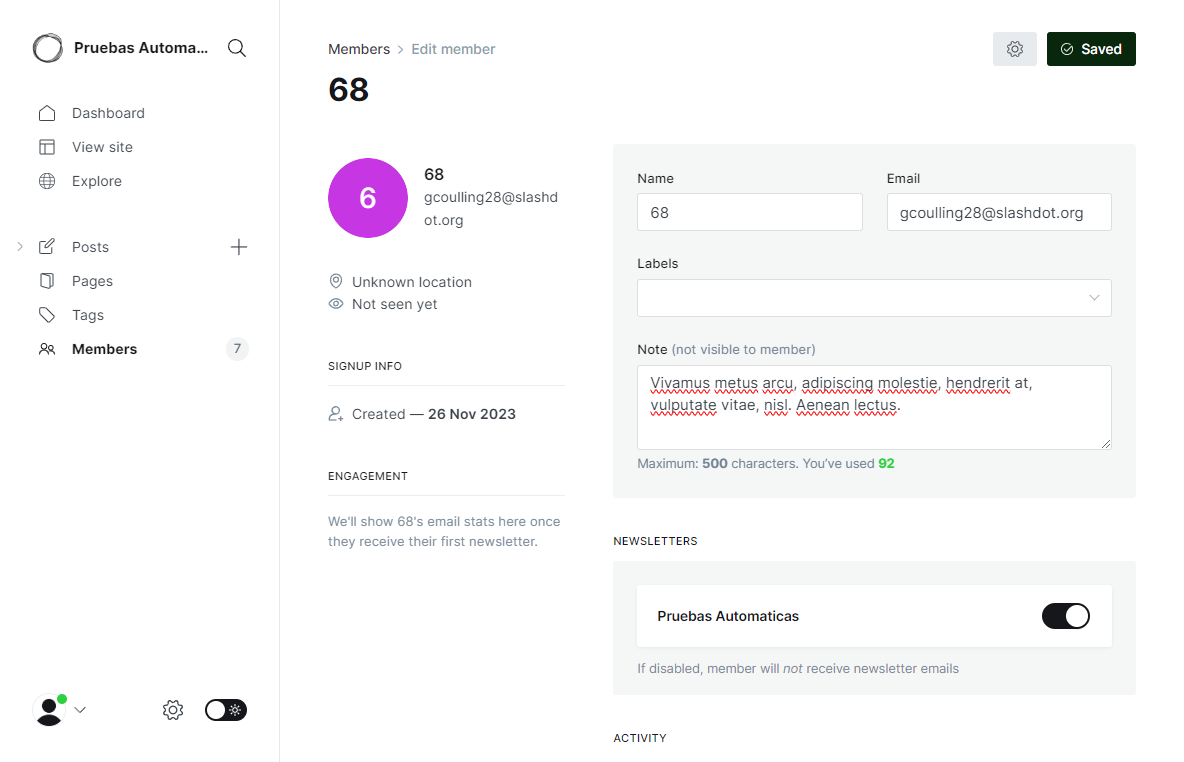 Pruebas Automa...
Dashboard
View site
Explore
Posts
Pages
Tags
Members
7
Members > Edit member
Saved
68
6
68
gcoulling28@slashd
ot.org
Unknown location
Not seen yet
SIGNUP INFO
Created — 26 Nov 2023
ENGAGEMENT
We'll show 68's email stats here once
they receive their first newsletter.
Name
Email
68
gcoulling28@slashdot.org
Labels
Note (not visible to member)
Vivamus metus arcu, adipiscing molestie, hendrerit at,
vulputate vitae, nisl. Aenean lectus.
Maximum: 500 characters. You've used 92
NEWSLETTERS
Pruebas Automaticas
If disabled, member will not receive newsletter emails
ACTIVITY